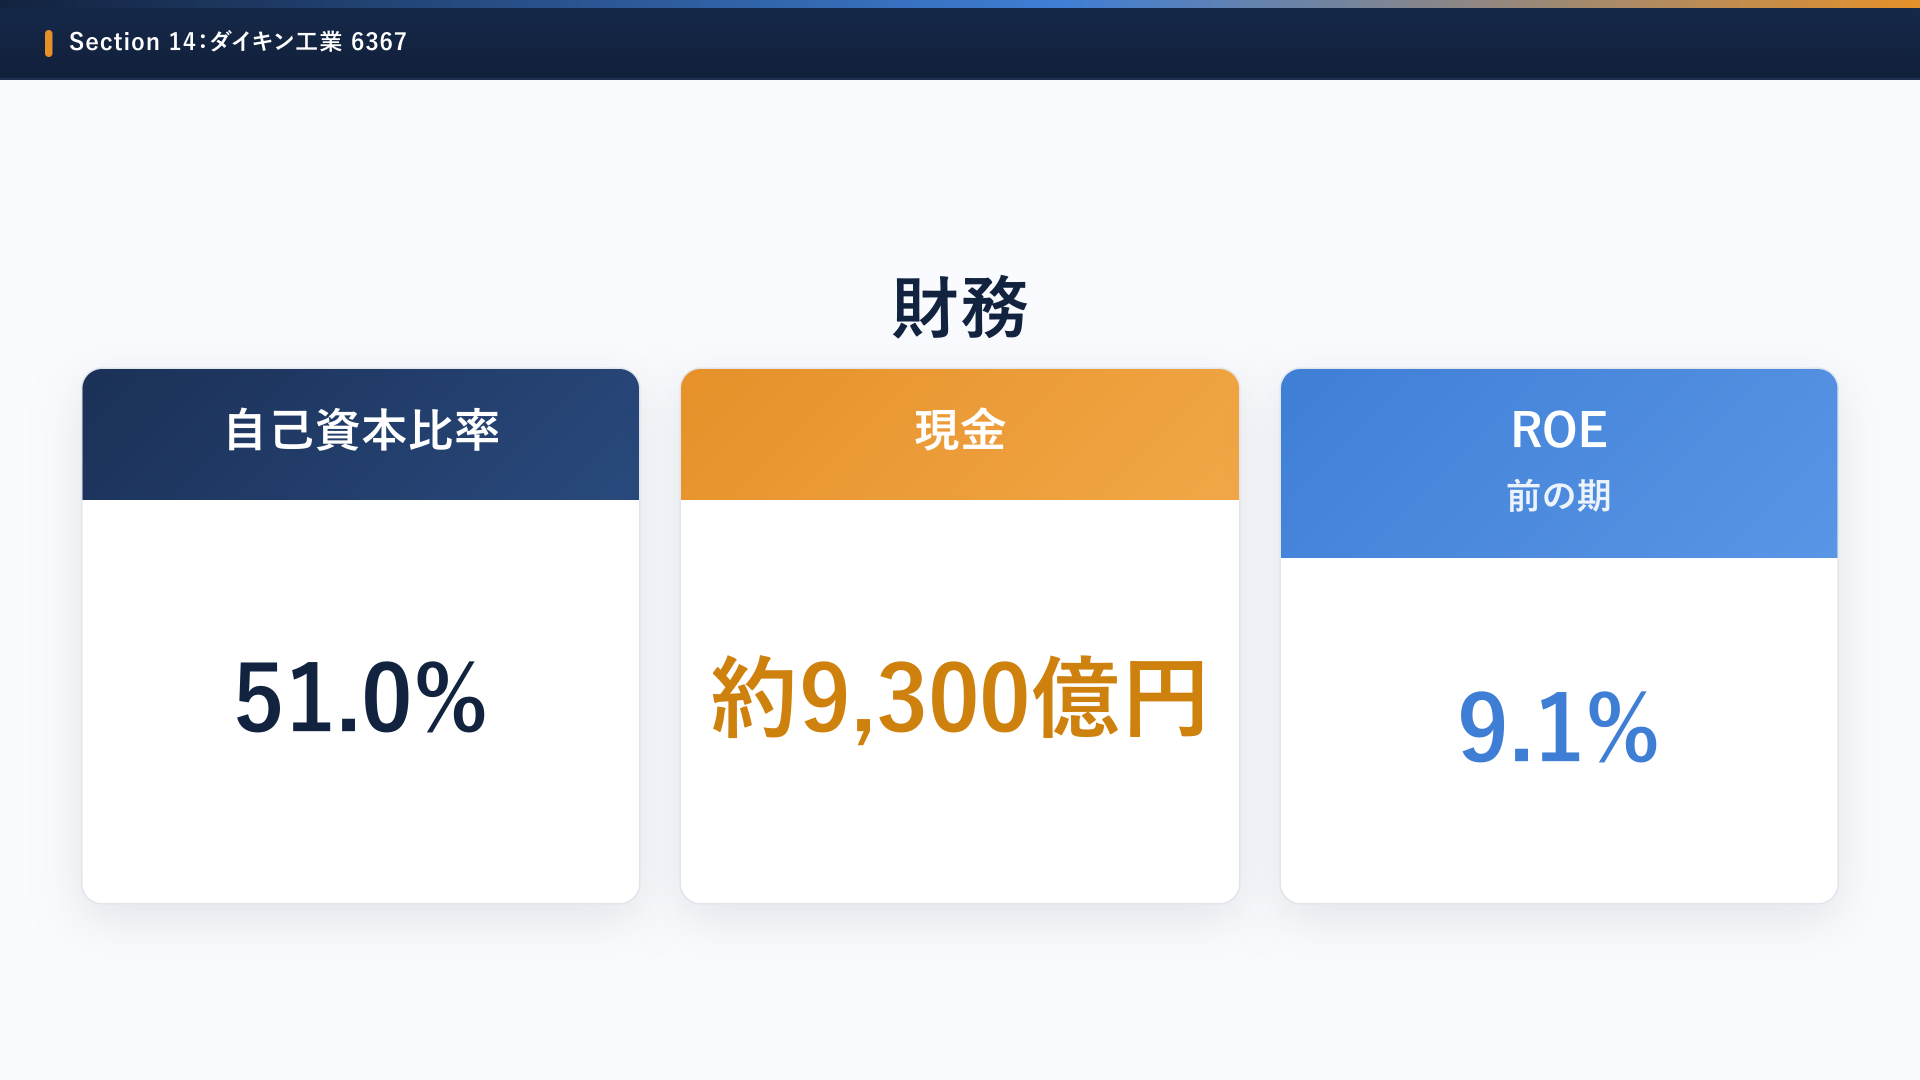 Section 14：ダイキン工業 6367
財務
自己資本比率
51.0%
現金
約9,300億円
ROE
前の期
9.1%